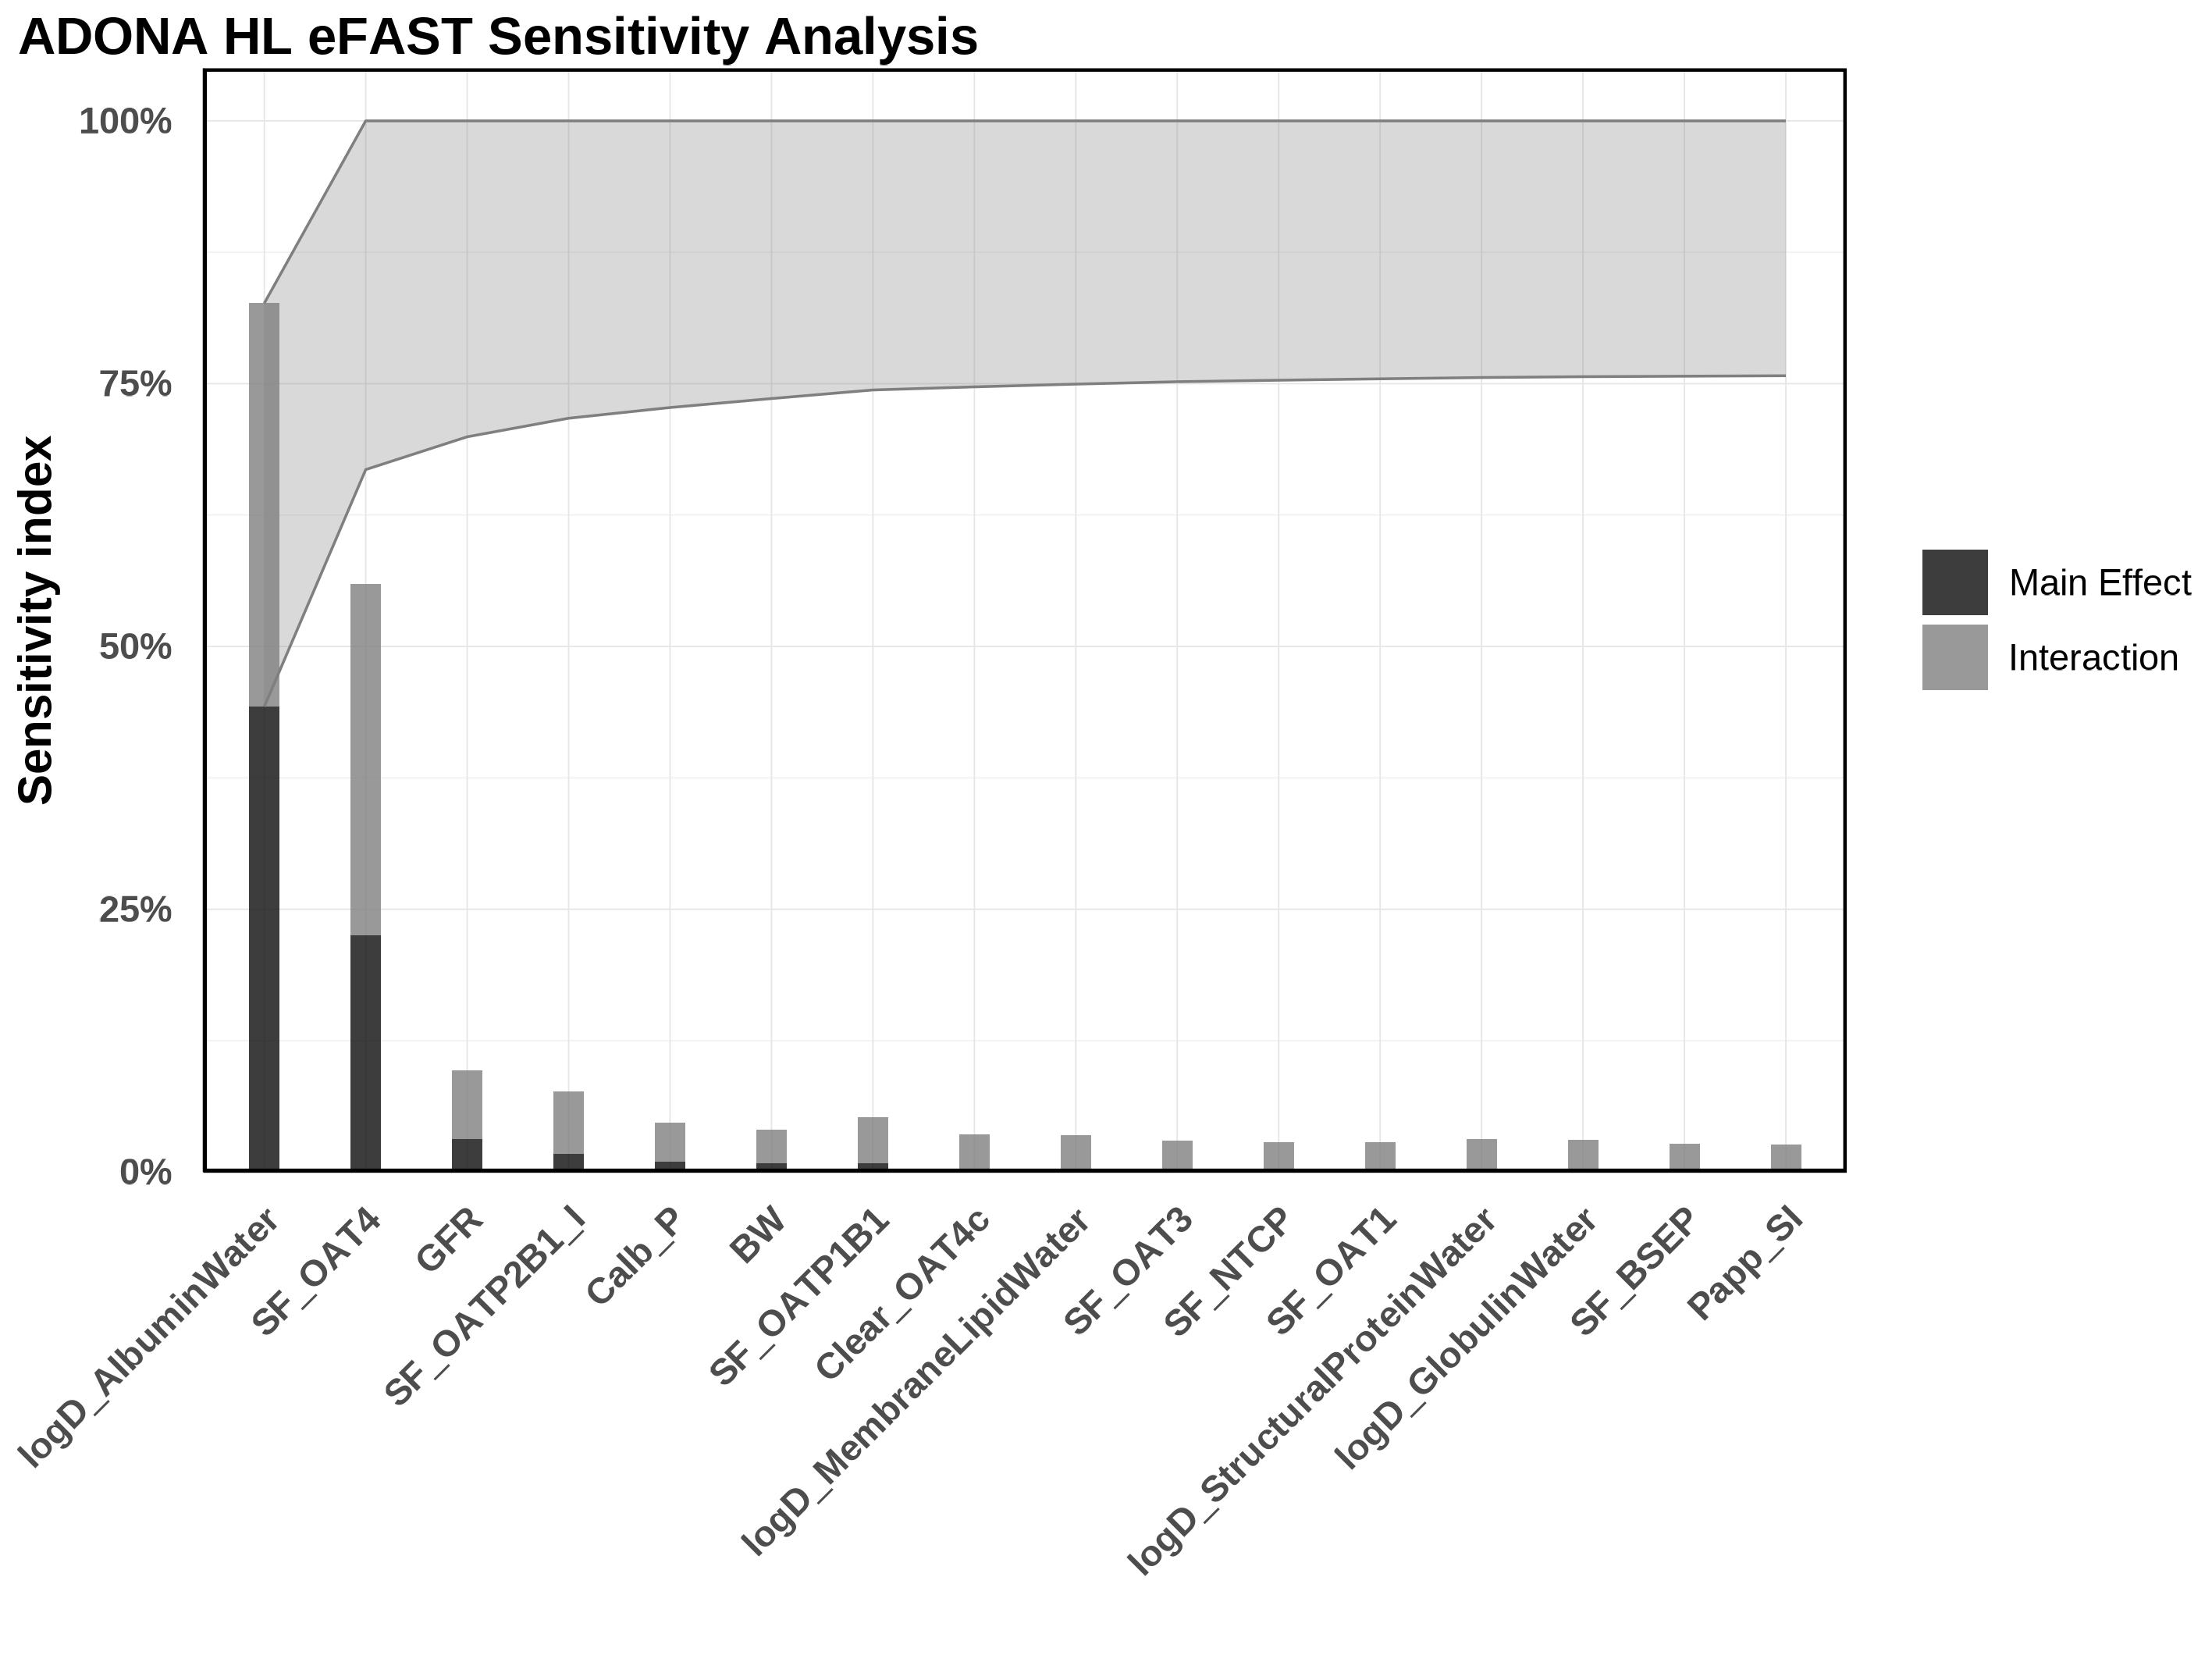 ADONA HL eFAST Sensitivity Analysis
Sensitivity index
100%
75%
50%
25%
0%
logD_AlbuminWater
SF_OAT4
GFR
SF_OATP2B1_I
Calb_P
BW
SF_OATP1B1
Clear_OAT4c
logD_MembraneLipidWater
SF_OAT3
SF_NTCP
SF_OAT1
logD_StructuralProteinWater
logD_GlobulinWater
SF_BSEP
Papp_SI
Main Effect
Interaction